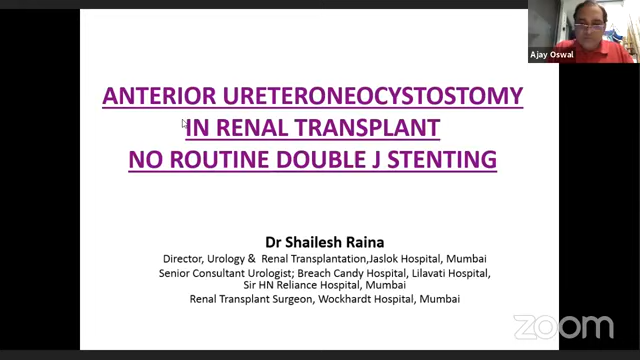 Ajay Oswal
ANTERIOR URETERONEOCYSTOSTOMY
IN RENAL TRANSPLANT
NO ROUTINE DOUBLE J STENTING
Dr Shailesh Raina
Director, Urology & Renal Transplantation,Jaslok Hospital, Mumbai
Senior Consultant Urologist; Breach Candy Hospital, Lilavati Hospital,
Sir HN Reliance Hospital, Mumbai
Renal Transplant Surgeon, Wockhardt Hospital, Mumbai
zoom